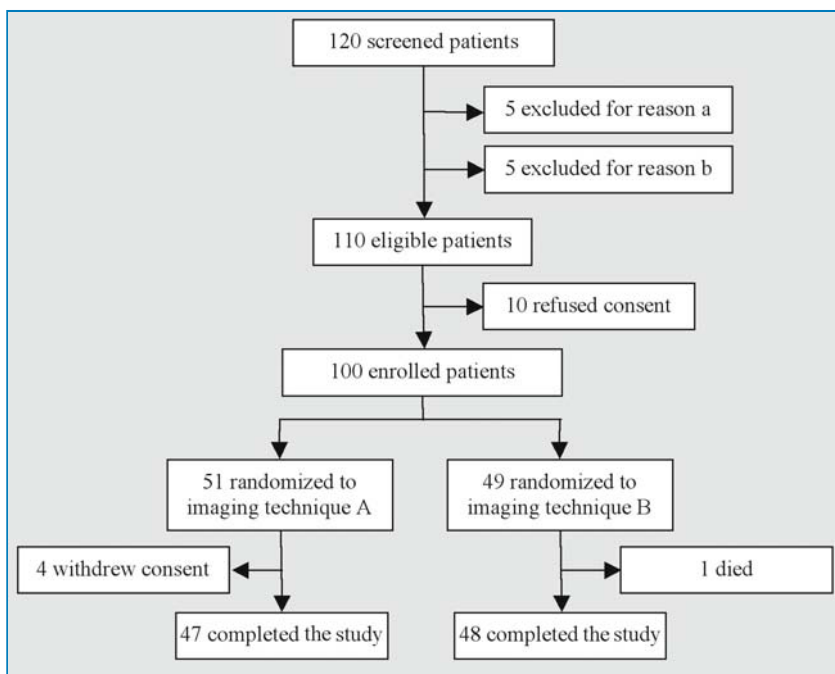 120 screened patients
5 excluded for reason a
5 excluded for reason b
110 eligible patients
10 refused consent
100 enrolled patients
51 randomized to
imaging technique A
49 randomized to
imaging technique B
4 withdrew consent
1 died
47 completed the study
48 completed the study